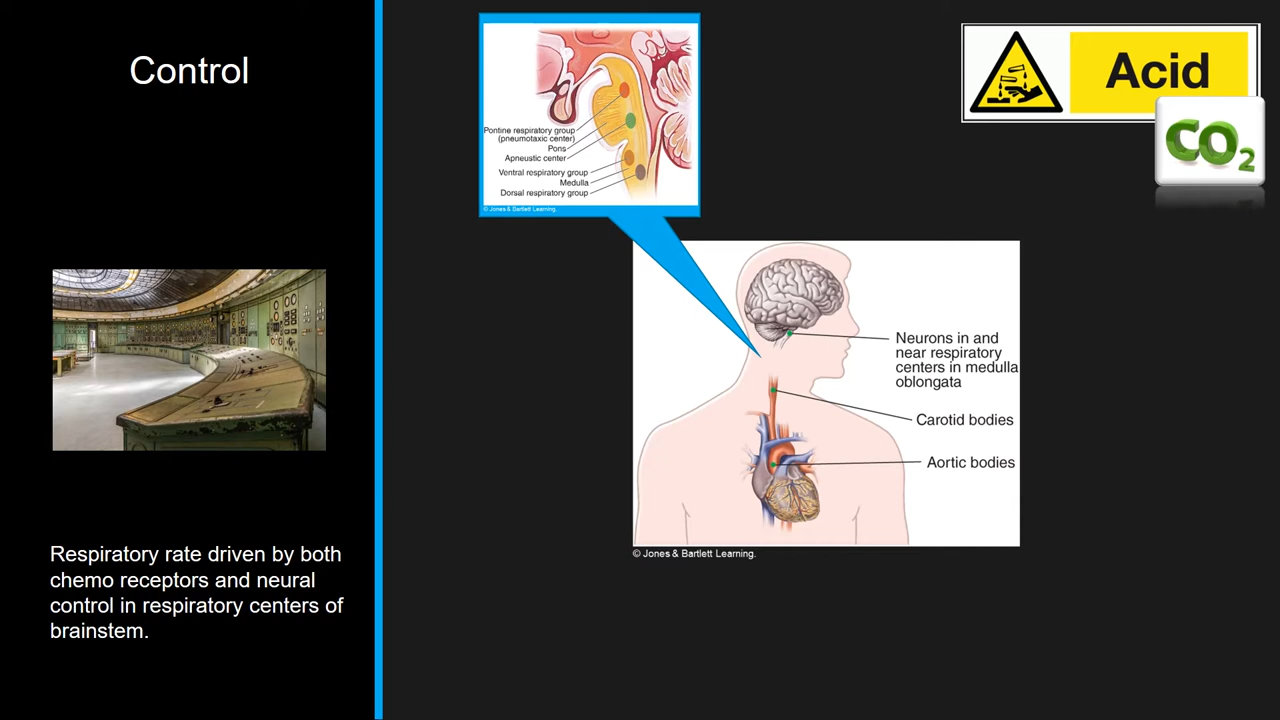 Control
Respiratory rate driven by both
chemo receptors and neural
control in respiratory centers of
brainstem.
Pontine respiratory group
(pneumotaxic center)
Pons
Apneustic center
Ventral respiratory group
Medulla
Dorsal respiratory group
© Jones & Bartlett Learning.
Acid
CO₂
Neurons in and
near respiratory
centers in medulla
oblongata
Carotid bodies
Aortic bodies
© Jones & Bartlett Learning.